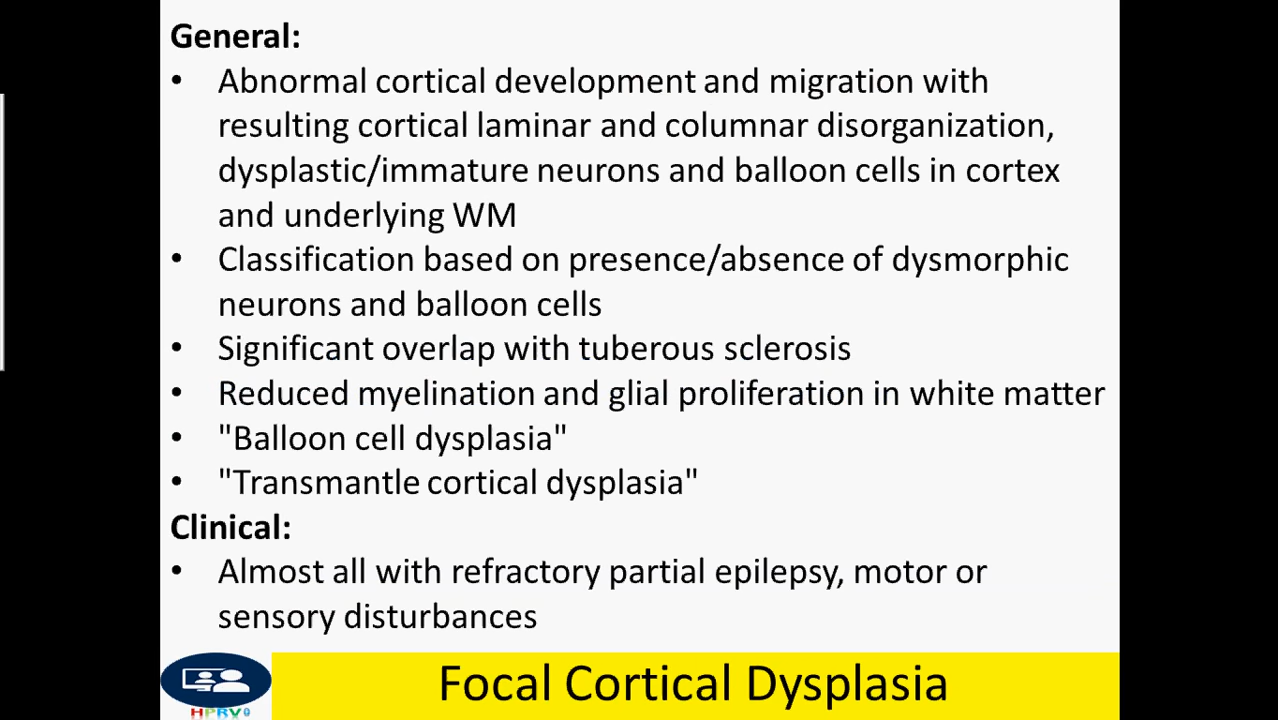 General:
• Abnormal cortical development and migration with
resulting cortical laminar and columnar disorganization,
dysplastic/immature neurons and balloon cells in cortex
and underlying WM
• Classification based on presence/absence of dysmorphic
neurons and balloon cells
• Significant overlap with tuberous sclerosis
• Reduced myelination and glial proliferation in white matter
• "Balloon cell dysplasia"
• "Transmantle cortical dysplasia"
Clinical:
• Almost all with refractory partial epilepsy, motor or
sensory disturbances
Focal Cortical Dysplasia
HPRV